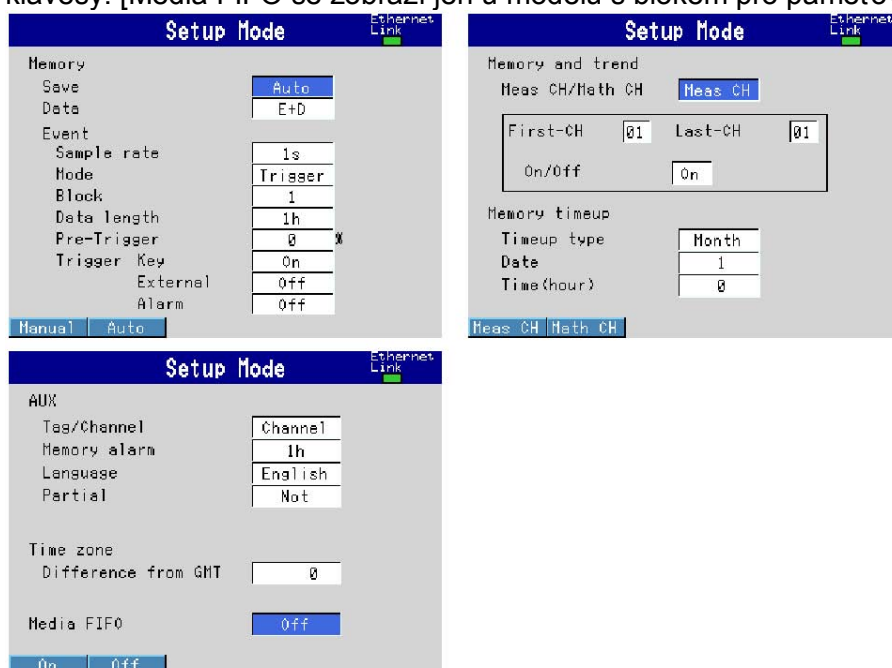 klávesy. [Media FIFO se zobrazí jen u modelu s blokem pro paměťo
Setup Mode
Ethernet
Link
Memory
Save Auto
Data E+D
Event
Sample rate 1s
Mode Trigger
Block 1
Data length 1h
Pre-Trigger 0 %
Trigger Key On
External Off
Alarm Off
Manual Auto
Setup Mode
Ethernet
Link
Memory and trend
Meas CH/Math CH Meas CH
First-CH 01 Last-CH 01
On/Off On
Memory timeup
Timeup type Month
Date 1
Time(hour) 0
Meas CH Math CH
Setup Mode
Ethernet
Link
AUX
Tag/Channel Channel
Memory alarm 1h
Language English
Partial Not
Time zone
Difference from GMT 0
Media FIFO Off
On Off